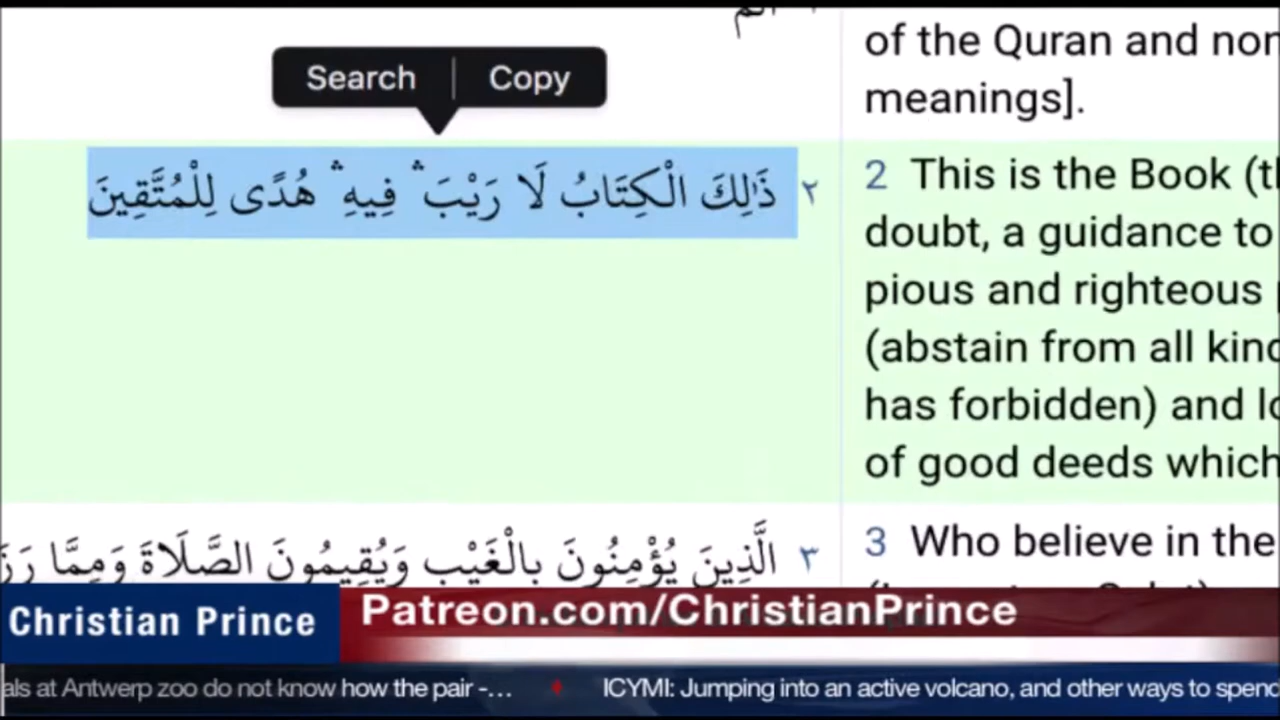 of the Quran and
meanings].
Search Copy
ذَٰلِكَ الْكِتَابُ لَا رَيْبَ ۛ فِيهِ ۛ هُدًى لِلْمُتَّقِينَ ٢
2 This is the Book
doubt, a guidance to
pious and righteous
(abstain from all
has forbidden) and
of good deeds which
الَّذِينَ يُؤْمِنُونَ بِالْغَيْبِ وَيُقِيمُونَ الصَّلَاةَ وَمِمَّا ٣
3 Who believe in the
Christian Prince
Patreon.com/ChristianPrince
als at Antwerp zoo do not know how the pair -... ICYMI: Jumping into an active volcano, and other ways to spend